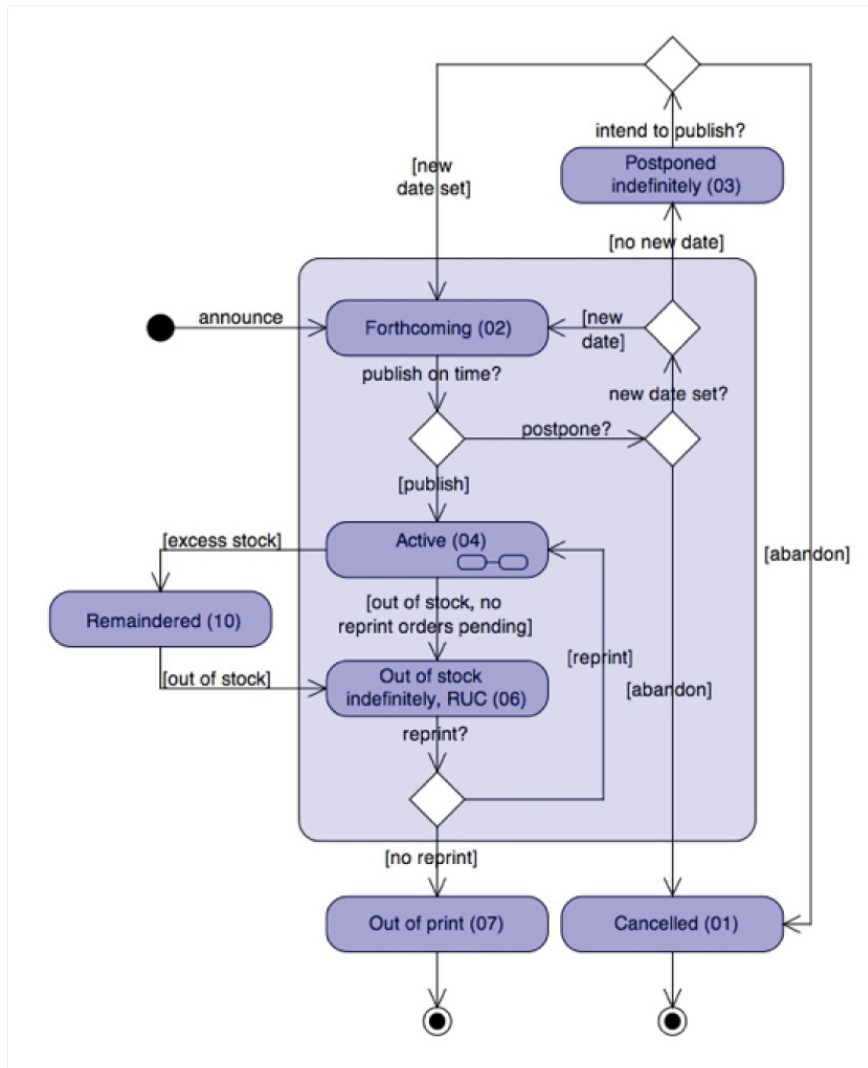 intend to publish?
Postponed
indefinitely (03)
[new
date set]
[no new date]
announce
Forthcoming (02)
[new
date]
publish on time?
new date set?
postpone?
[publish]
[excess stock]
Active (04)
[abandon]
Remaindered (10)
[out of stock, no
reprint orders pending]
[reprint]
[out of stock]
Out of stock
indefinitely, RUC (06)
[abandon]
reprint?
[no reprint]
Out of print (07)
Cancelled (01)